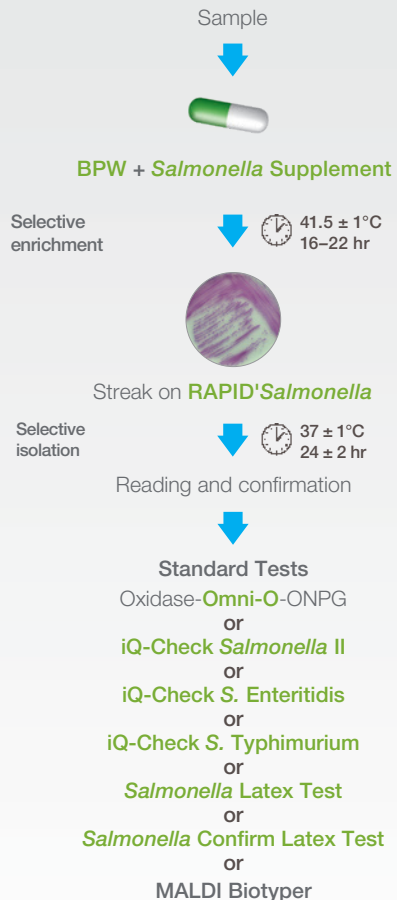 Sample
BPW + Salmonella Supplement
Selective
enrichment
41.5 ± 1°C
16–22 hr
Streak on RAPID'Salmonella
Selective
isolation
37 ± 1°C
24 ± 2 hr
Reading and confirmation
Standard Tests
Oxidase-Omni-O-ONPG
or
iQ-Check Salmonella II
or
iQ-Check S. Enteritidis
or
iQ-Check S. Typhimurium
or
Salmonella Latex Test
or
Salmonella Confirm Latex Test
or
MALDI Biotyper